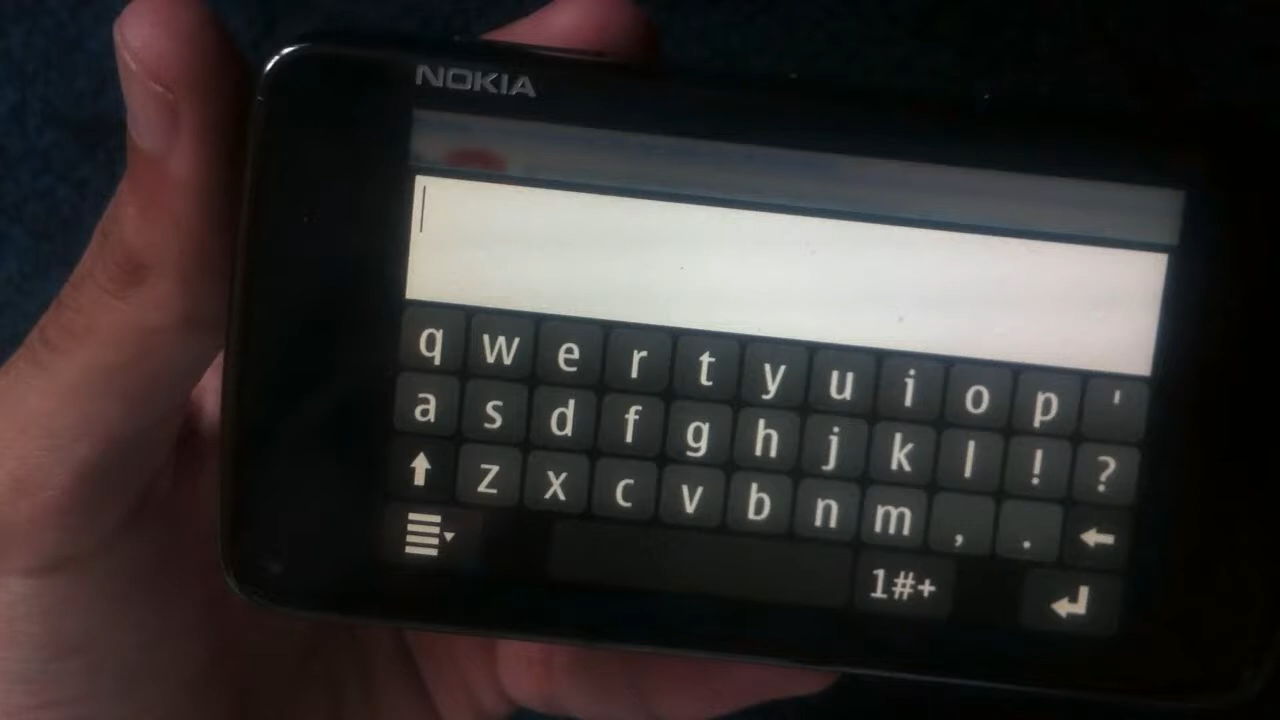 NOKIA
q w e r t y u i o p '
a s d f g h j k l ! ?
z x c v b n m , .
1#+